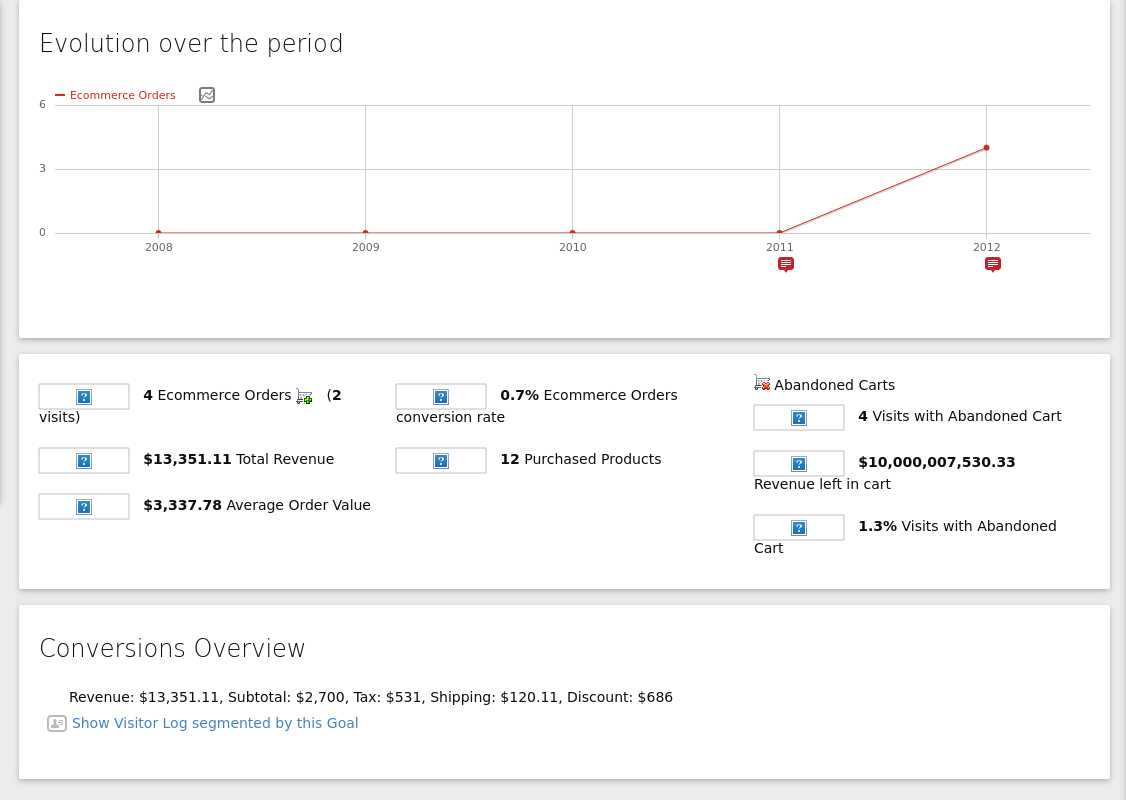 Evolution over the period
Ecommerce Orders
6
3
0
2008 2009 2010 2011 2012
4 Ecommerce Orders (2
visits)
$13,351.11 Total Revenue
$3,337.78 Average Order Value
0.7% Ecommerce Orders
conversion rate
12 Purchased Products
Abandoned Carts
4 Visits with Abandoned Cart
$10,000,007,530.33
Revenue left in cart
1.3% Visits with Abandoned
Cart
Conversions Overview
Revenue: $13,351.11, Subtotal: $2,700, Tax: $531, Shipping: $120.11, Discount: $686
Show Visitor Log segmented by this Goal